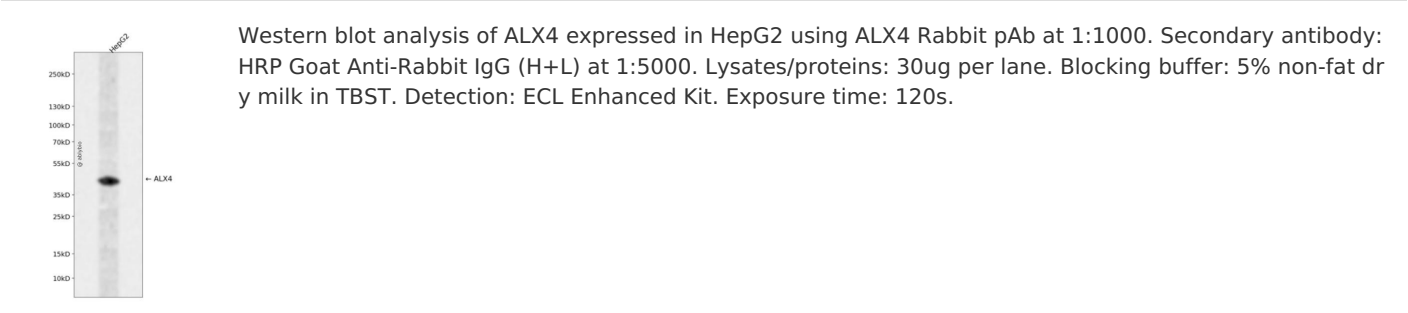 HepG2
250kD
130kD
100kD
70kD
55kD
35kD
25kD
15kD
10kD
← ALX4
Western blot analysis of ALX4 expressed in HepG2 using ALX4 Rabbit pAb at 1:1000. Secondary antibody:
HRP Goat Anti-Rabbit IgG (H+L) at 1:5000. Lysates/proteins: 30ug per lane. Blocking buffer: 5% non-fat dr
y milk in TBST. Detection: ECL Enhanced Kit. Exposure time: 120s.